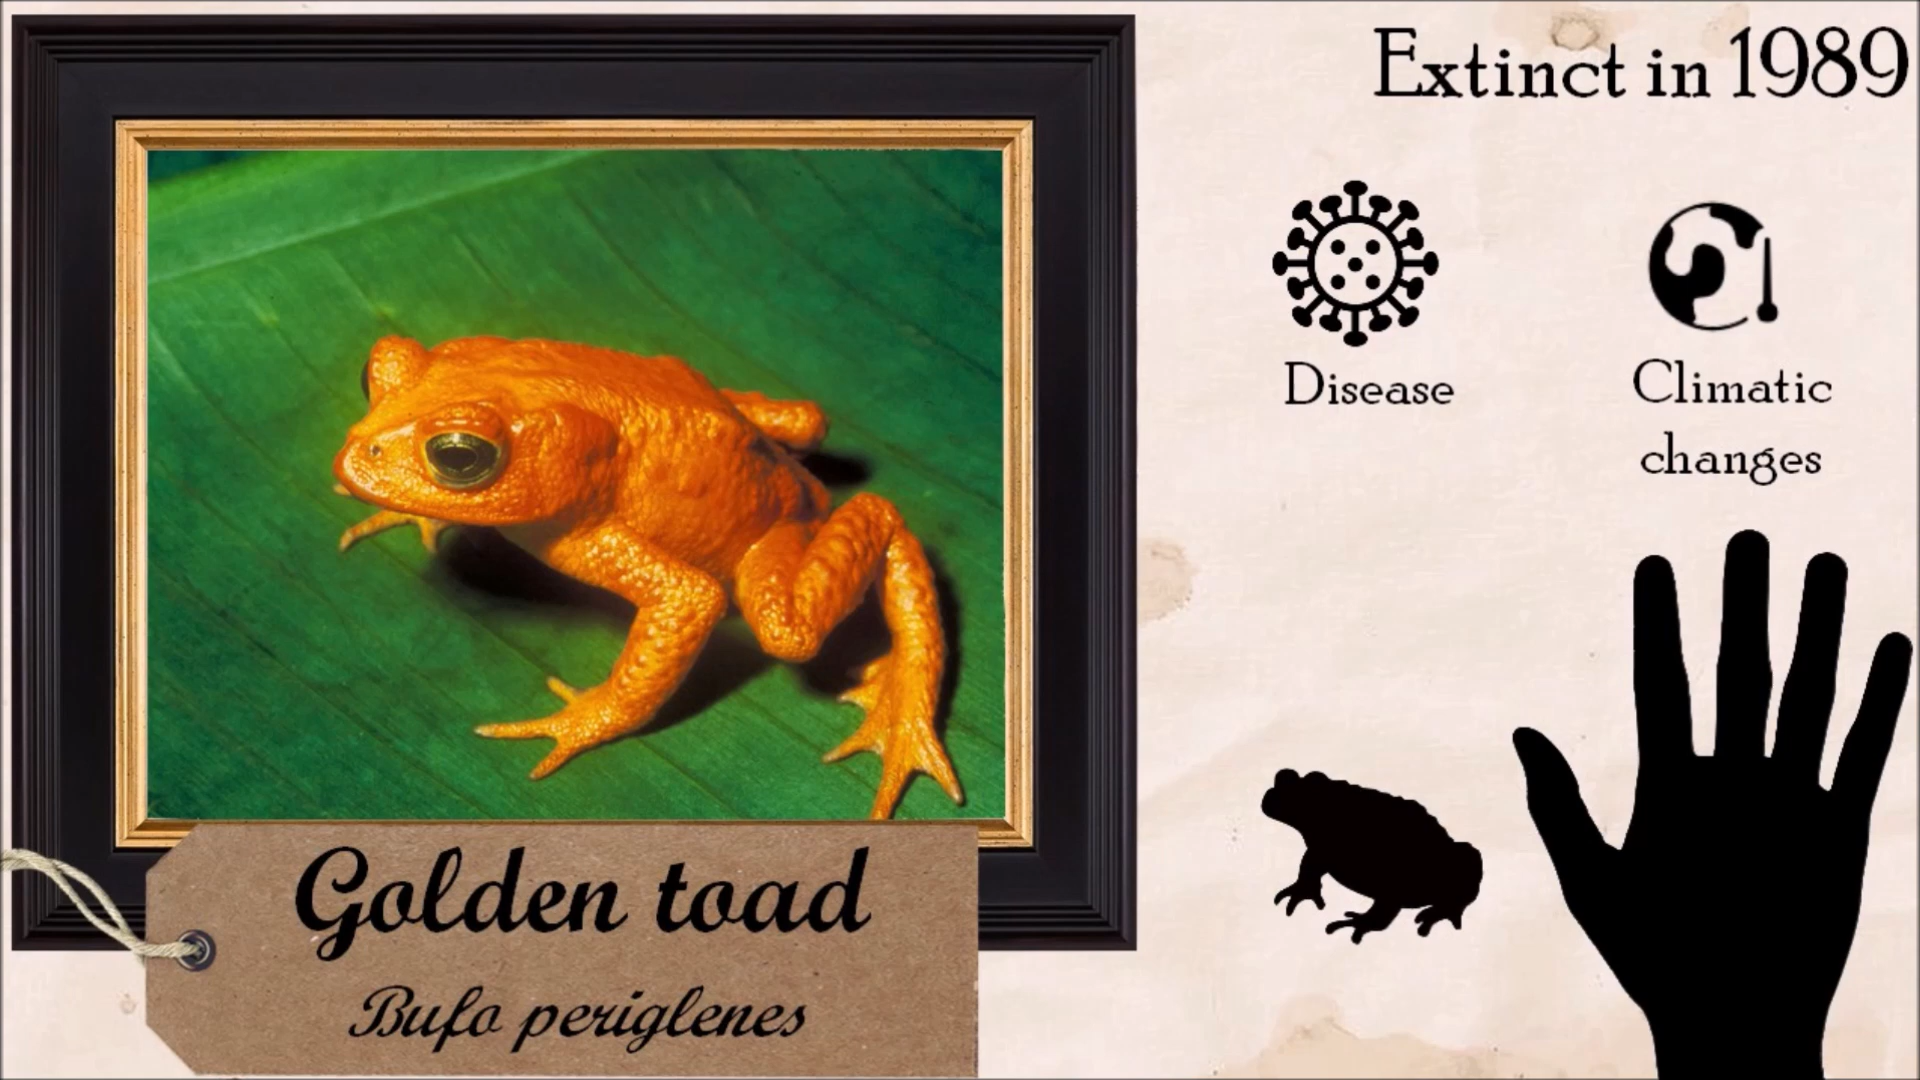 Extinct in 1989
Disease
Climatic
changes
Golden toad
Bufo periglenes